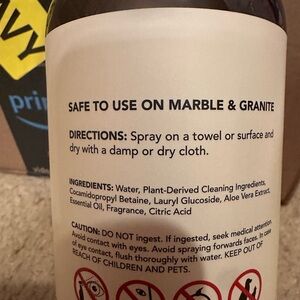 VY
prim
SAFE TO USE ON MARBLE & GRANITE
DIRECTIONS: Spray on a towel or surface and
dry with a damp or dry cloth.
INGREDIENTS: Water, Plant-Derived Cleaning Ingredients,
Cocamidopropyl Betaine, Lauryl Glucoside, Aloe Vera Extract,
Essential Oil, Fragrance, Citric Acid
CAUTION: DO NOT ingest. If ingested, seek medical attention.
Avoid contact with eyes. Avoid spraying forwards faces. In case
of eye contact, flush thoroughly with water. KEEP OUT OF
REACH OF CHILDREN AND PETS.